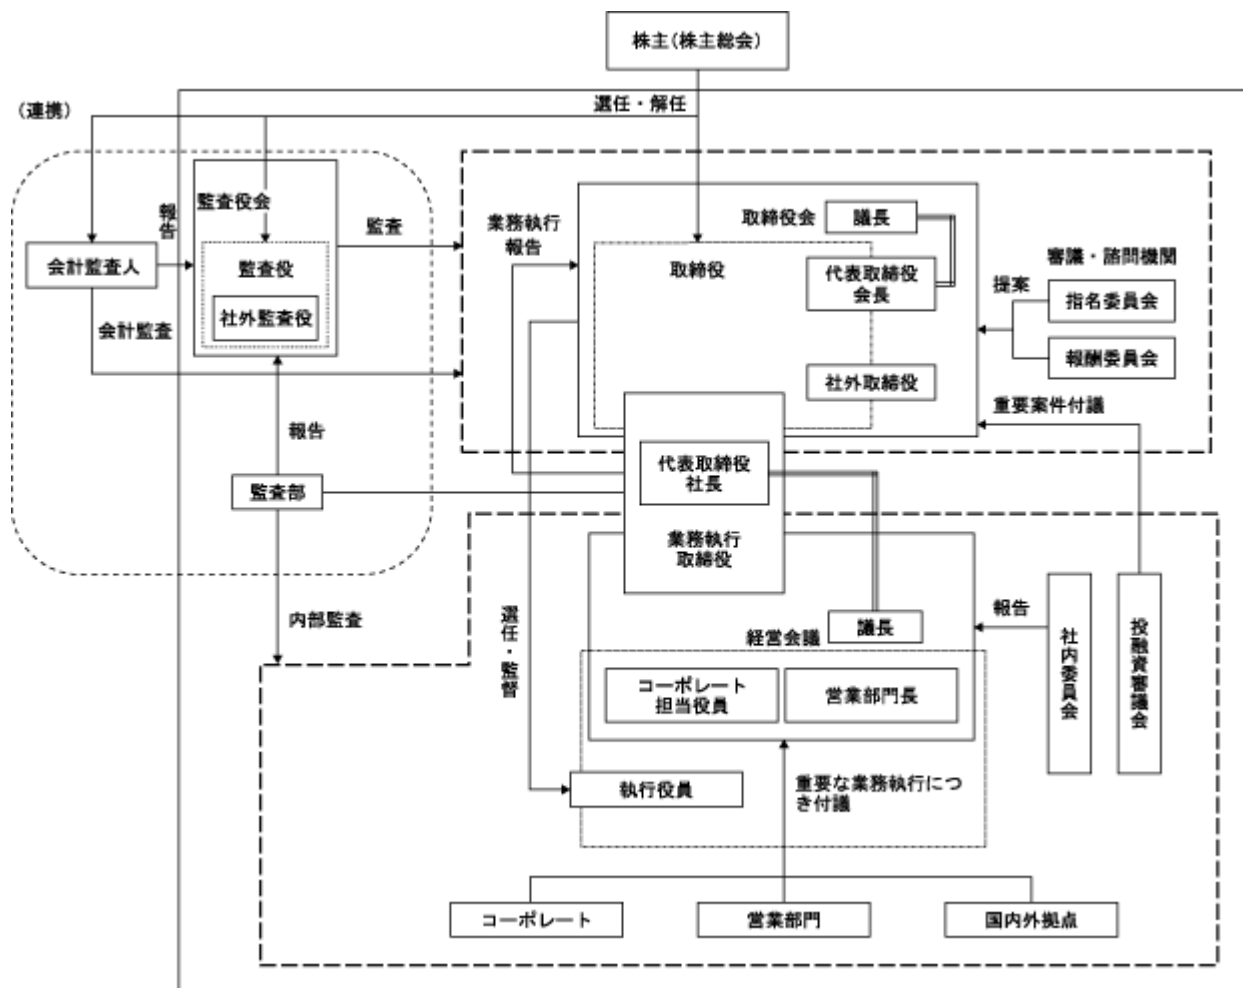 株主(株主総会)
(連携)
選任・解任
監査役会
報告
監査
会計監査人
監査役
社外監査役
会計監査
業務執行
報告
取締役会
議長
取締役
代表取締役
会長
社外取締役
審議・諮問機関
提案
指名委員会
報酬委員会
重要案件付議
報告
監査部
代表取締役
社長
業務執行
取締役
内部監査
選任・監督
経営会議
議長
報告
社内委員会
投融資審議会
コーポレート
担当役員
営業部門長
執行役員
重要な業務執行につ
き付議
コーポレート
営業部門
国内外拠点